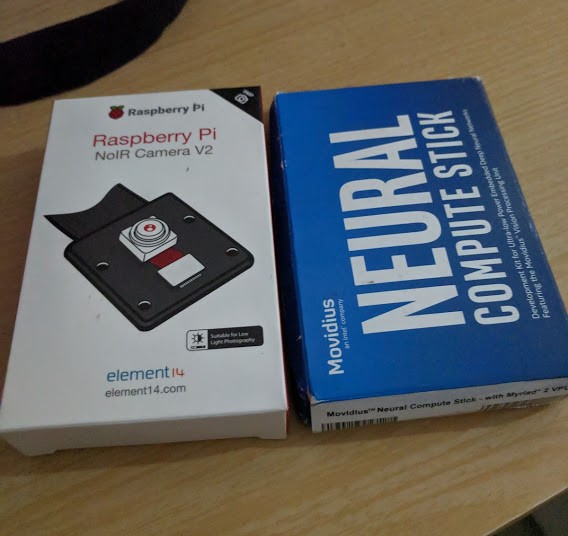 Raspberry Pi
Raspberry Pi
NoIR Camera V2
Suitable for Low
Light Photography
element14
element14.com
Movidius
an Intel company
NEURAL
COMPUTE STICK
Development Kit for Ultra-low Power Embedded Deep Neural Networks
Featuring the Movidius™ Vision Processing Unit
Movidius™ Neural Compute Stick - with Myriad™ 2 VPU